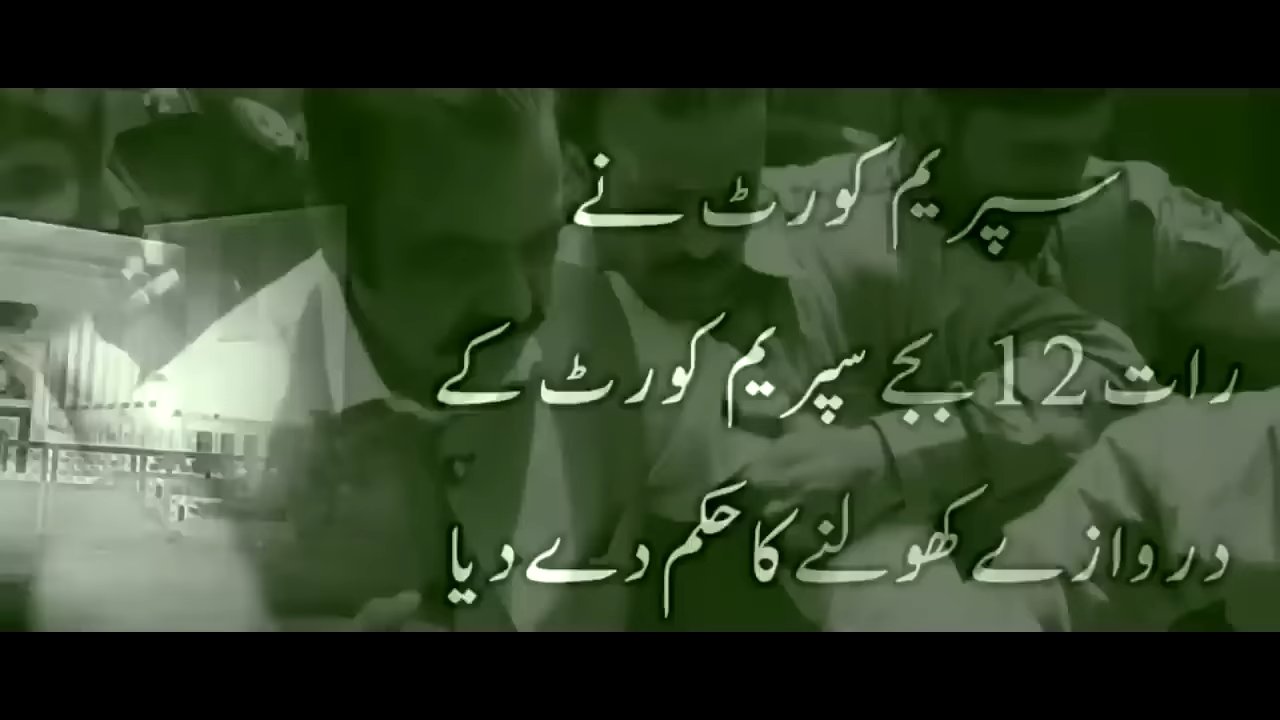 سپریم کورٹ نے
رات 12 بجے سپریم کورٹ کے
دروازے کھولنے کا حکم دے دیا